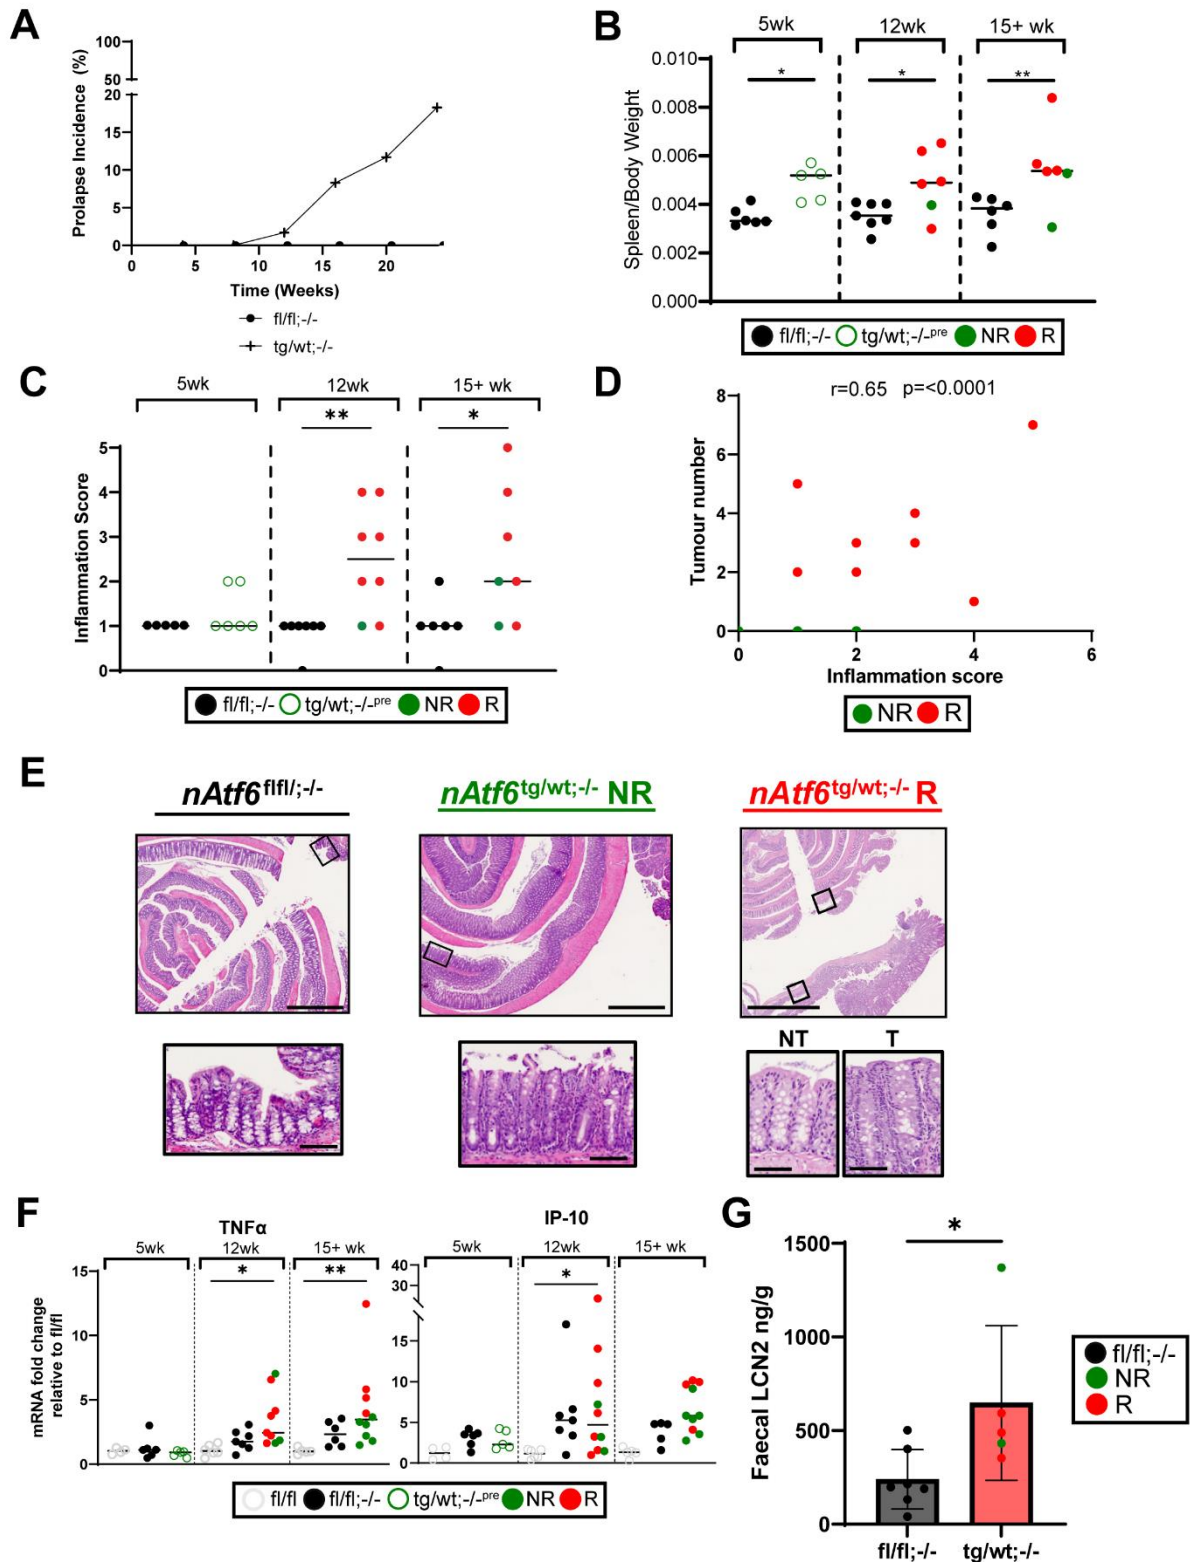 A
Prolapse Incidence (%)
100
50
20
15
10
5
0
0 5 10 15 20
Time (Weeks)
fl/fl;-/-
tg/wt;-/-
B
5wk 12wk 15+ wk
Spleen/Body Weight
0.010
0.008
0.006
0.004
0.002
0.000
* * **
fl/fl;-/- tg/wt;-/-pre NR R
C
5wk 12wk 15+ wk
** *
Inflammation Score
5
4
3
2
1
0
fl/fl;-/- tg/wt;-/-pre NR R
D
r=0.65 p=<0.0001
Tumour number
8
6
4
2
0
0 2 4 6
Inflammation score
NR R
E
nAtf6flfl/;-/- nAtf6tg/wt;-/- NR nAtf6tg/wt;-/- R
NT T
F
TNFα
5wk 12wk 15+ wk
* **
mRNA fold change
relative to fl/fl
15
10
5
0
IP-10
5wk 12wk 15+ wk
*
40
30
15
10
5
0
fl/fl fl/fl;-/- tg/wt;-/-pre NR R
G
*
Faecal LCN2 ng/g
1500
1000
500
0
fl/fl;-/- tg/wt;-/-
fl/fl;-/-
NR
R